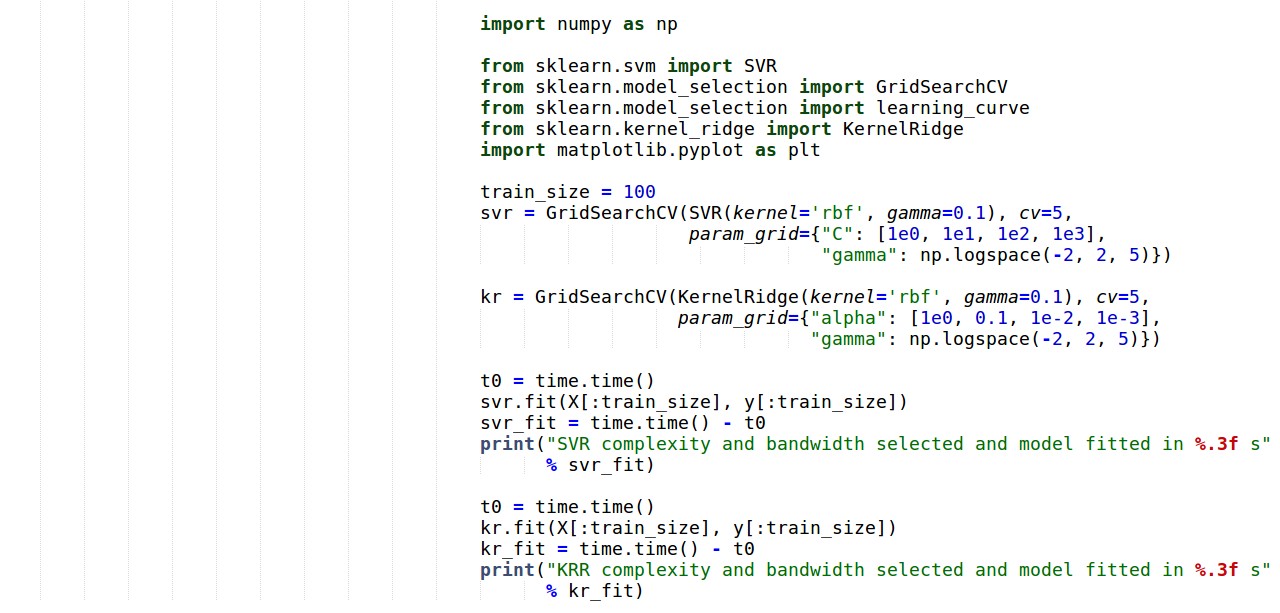 import numpy as np
from sklearn.svm import SVR
from sklearn.model_selection import GridSearchCV
from sklearn.model_selection import learning_curve
from sklearn.kernel_ridge import KernelRidge
import matplotlib.pyplot as plt
train_size = 100
svr = GridSearchCV(SVR(kernel='rbf', gamma=0.1), cv=5,
param_grid={"C": [1e0, 1e1, 1e2, 1e3],
"gamma": np.logspace(-2, 2, 5)})
kr = GridSearchCV(KernelRidge(kernel='rbf', gamma=0.1), cv=5,
param_grid={"alpha": [1e0, 0.1, 1e-2, 1e-3],
"gamma": np.logspace(-2, 2, 5)})
t0 = time.time()
svr.fit(X[:train_size], y[:train_size])
svr_fit = time.time() - t0
print("SVR complexity and bandwidth selected and model fitted in %.3f s"
% svr_fit)
t0 = time.time()
kr.fit(X[:train_size], y[:train_size])
kr_fit = time.time() - t0
print("KRR complexity and bandwidth selected and model fitted in %.3f s"
% kr_fit)